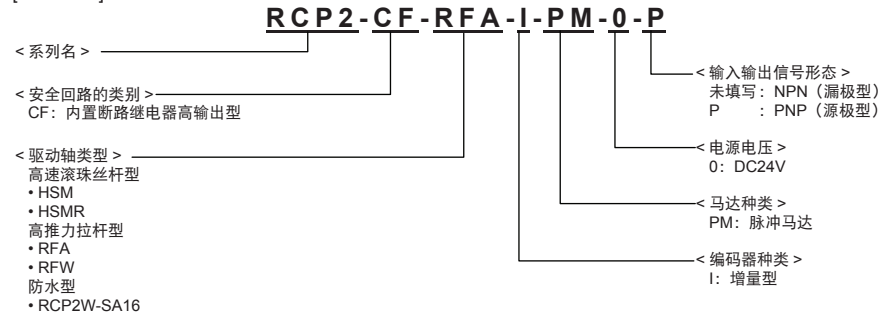 RCP2-CF-RFA-I-PM-0-P
< 系列名 >
< 安全回路的类别 >
CF：内置断路继电器高输出型
< 驱动轴类型 >
高速滚珠丝杆型
• HSM
• HSMR
高推力拉杆型
• RFA
• RFW
防水型
• RCP2W-SA16
< 输入输出信号形态 >
未填写：NPN（漏极型）
P ：PNP（源极型）
< 电源电压 >
0：DC24V
< 马达种类 >
PM：脉冲马达
< 编码器种类 >
I：增量型